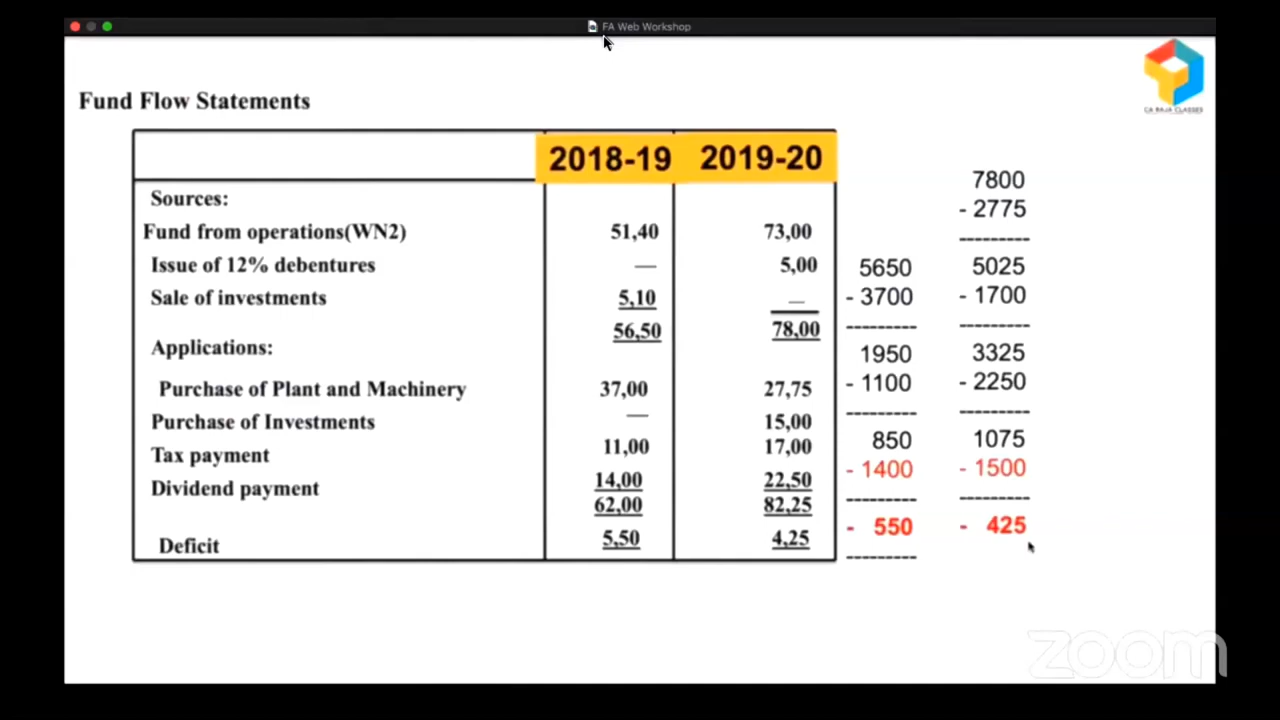 FA Web Workshop
CA RAJA CLASSES
Fund Flow Statements
2018-19 2019-20
Sources:
Fund from operations(WN2) 51,40 73,00
Issue of 12% debentures — 5,00
Sale of investments 5,10 —
56,50 78,00
Applications:
Purchase of Plant and Machinery 37,00 27,75
Purchase of Investments — 15,00
Tax payment 11,00 17,00
Dividend payment 14,00 22,50
62,00 82,25
Deficit 5,50 4,25
7800
- 2775
---------
5650 5025
- 3700 - 1700
--------- ---------
1950 3325
- 1100 - 2250
--------- ---------
850 1075
- 1400 - 1500
--------- ---------
- 550 - 425
---------
zoom